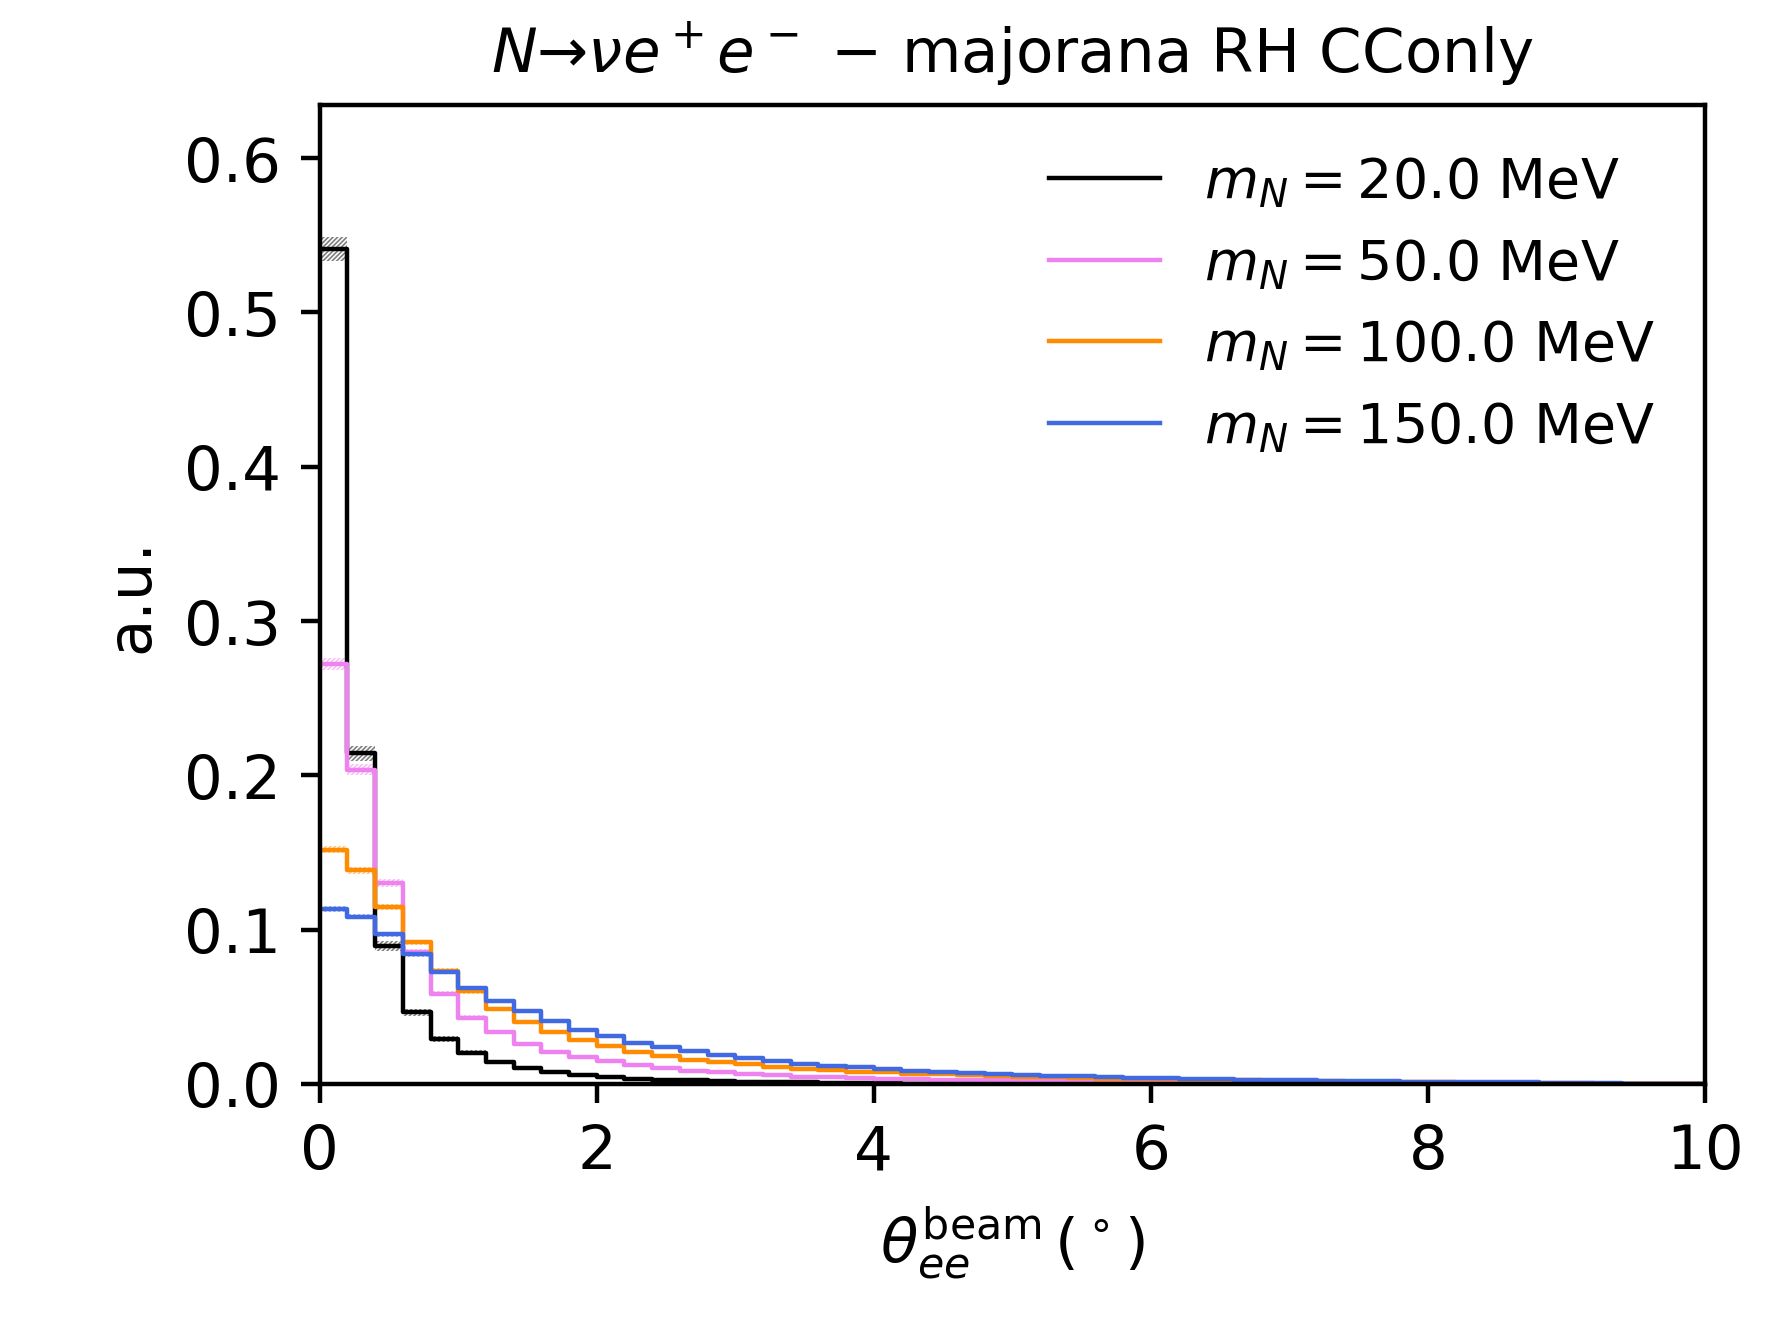 N→νe⁺e⁻ − majorana RH CConly
m_N = 20.0 MeV
m_N = 50.0 MeV
m_N = 100.0 MeV
m_N = 150.0 MeV
a.u.
0.6
0.5
0.4
0.3
0.2
0.1
0.0
0 2 4 6 8 10
θ_ee^beam (°)